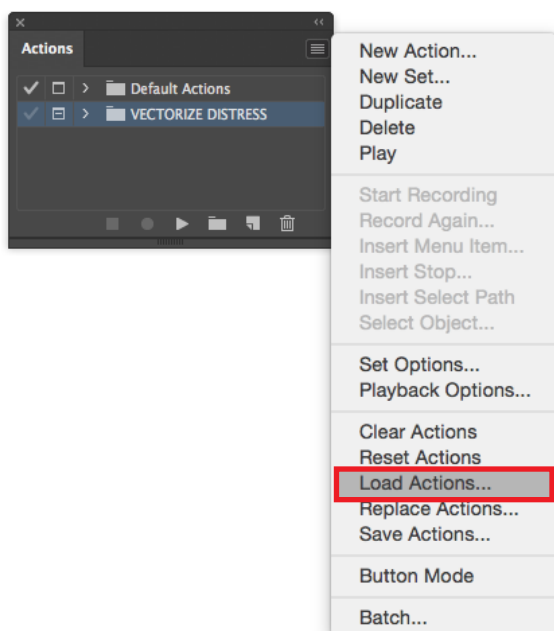 Actions
Default Actions
VECTORIZE DISTRESS
New Action...
New Set...
Duplicate
Delete
Play
Start Recording
Record Again...
Insert Menu Item...
Insert Stop...
Insert Select Path
Select Object...
Set Options...
Playback Options...
Clear Actions
Reset Actions
Load Actions...
Replace Actions...
Save Actions...
Button Mode
Batch...